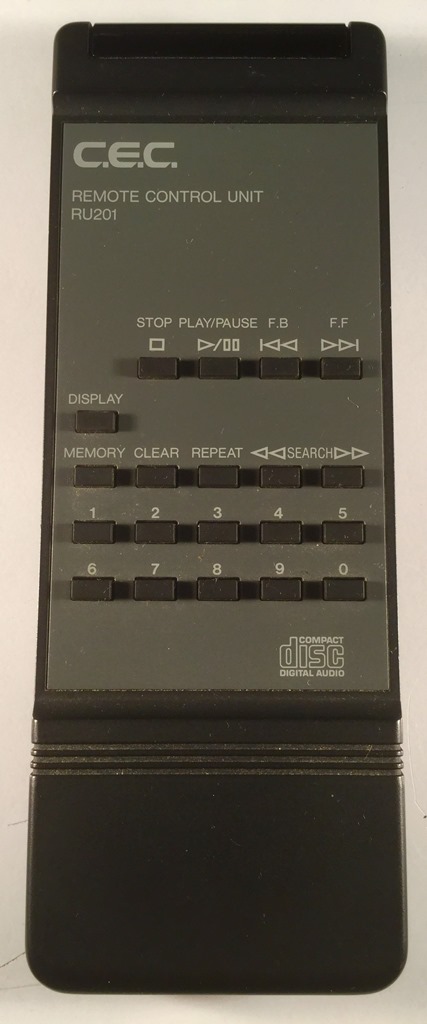 C.E.C.
REMOTE CONTROL UNIT
RU201
STOP PLAY/PAUSE F.B F.F
DISPLAY
MEMORY CLEAR REPEAT SEARCH
1 2 3 4 5
6 7 8 9 0
COMPACT
disc
DIGITAL AUDIO